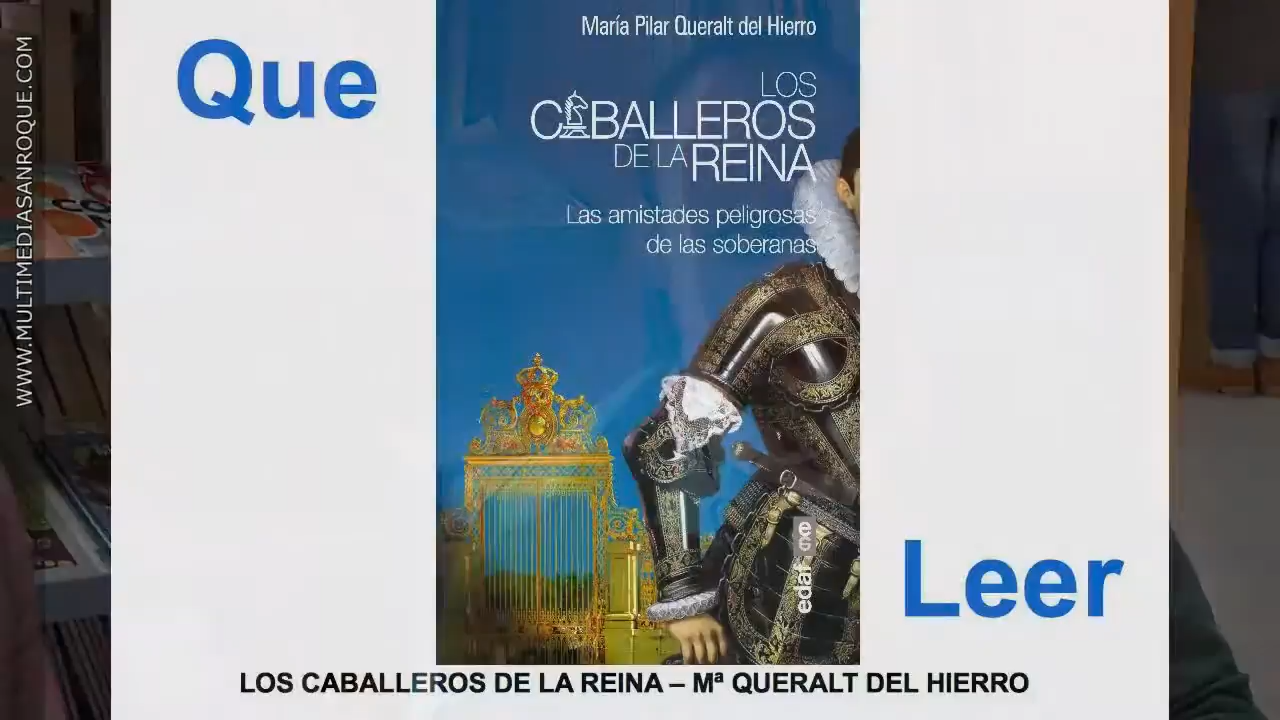 WWW.MULTIMEDIASANROQUE.COM
Que
María Pilar Queralt del Hierro
LOS
CABALLEROS
DE LA REINA
Las amistades peligrosas
de las soberanas
edaf
Leer
LOS CABALLEROS DE LA REINA – Mª QUERALT DEL HIERRO